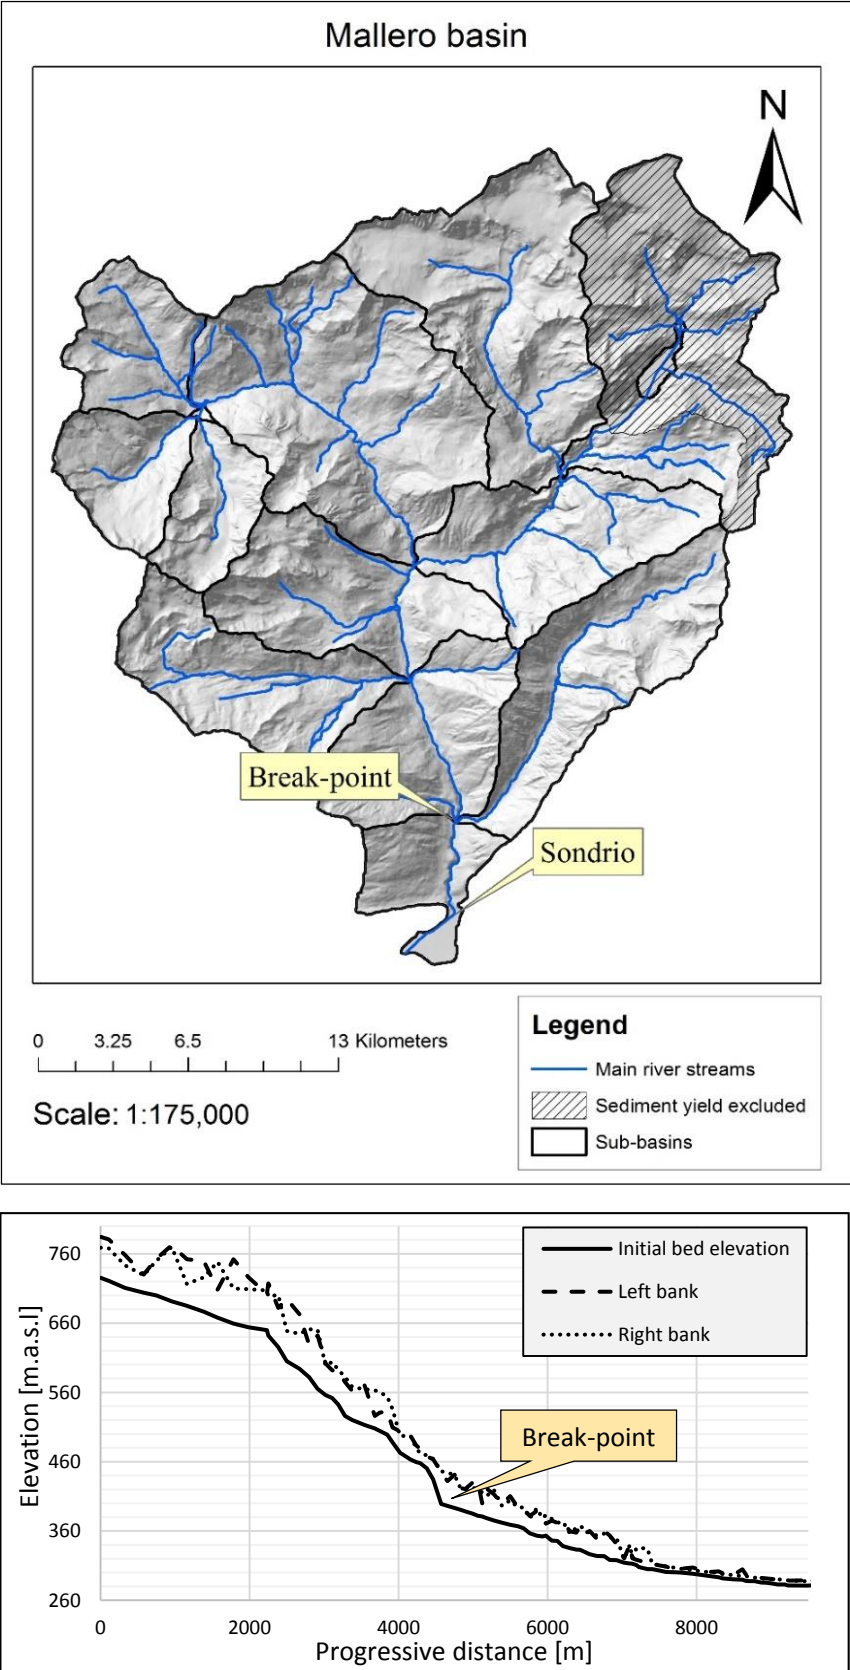 Mallero basin
N
Break-point
Sondrio
0 3.25 6.5 13 Kilometers
Scale: 1:175,000
Legend
Main river streams
Sediment yield excluded
Sub-basins
Elevation [m.a.s.l]
760
660
560
460
360
260
Initial bed elevation
Left bank
Right bank
Break-point
0 2000 4000 6000 8000
Progressive distance [m]